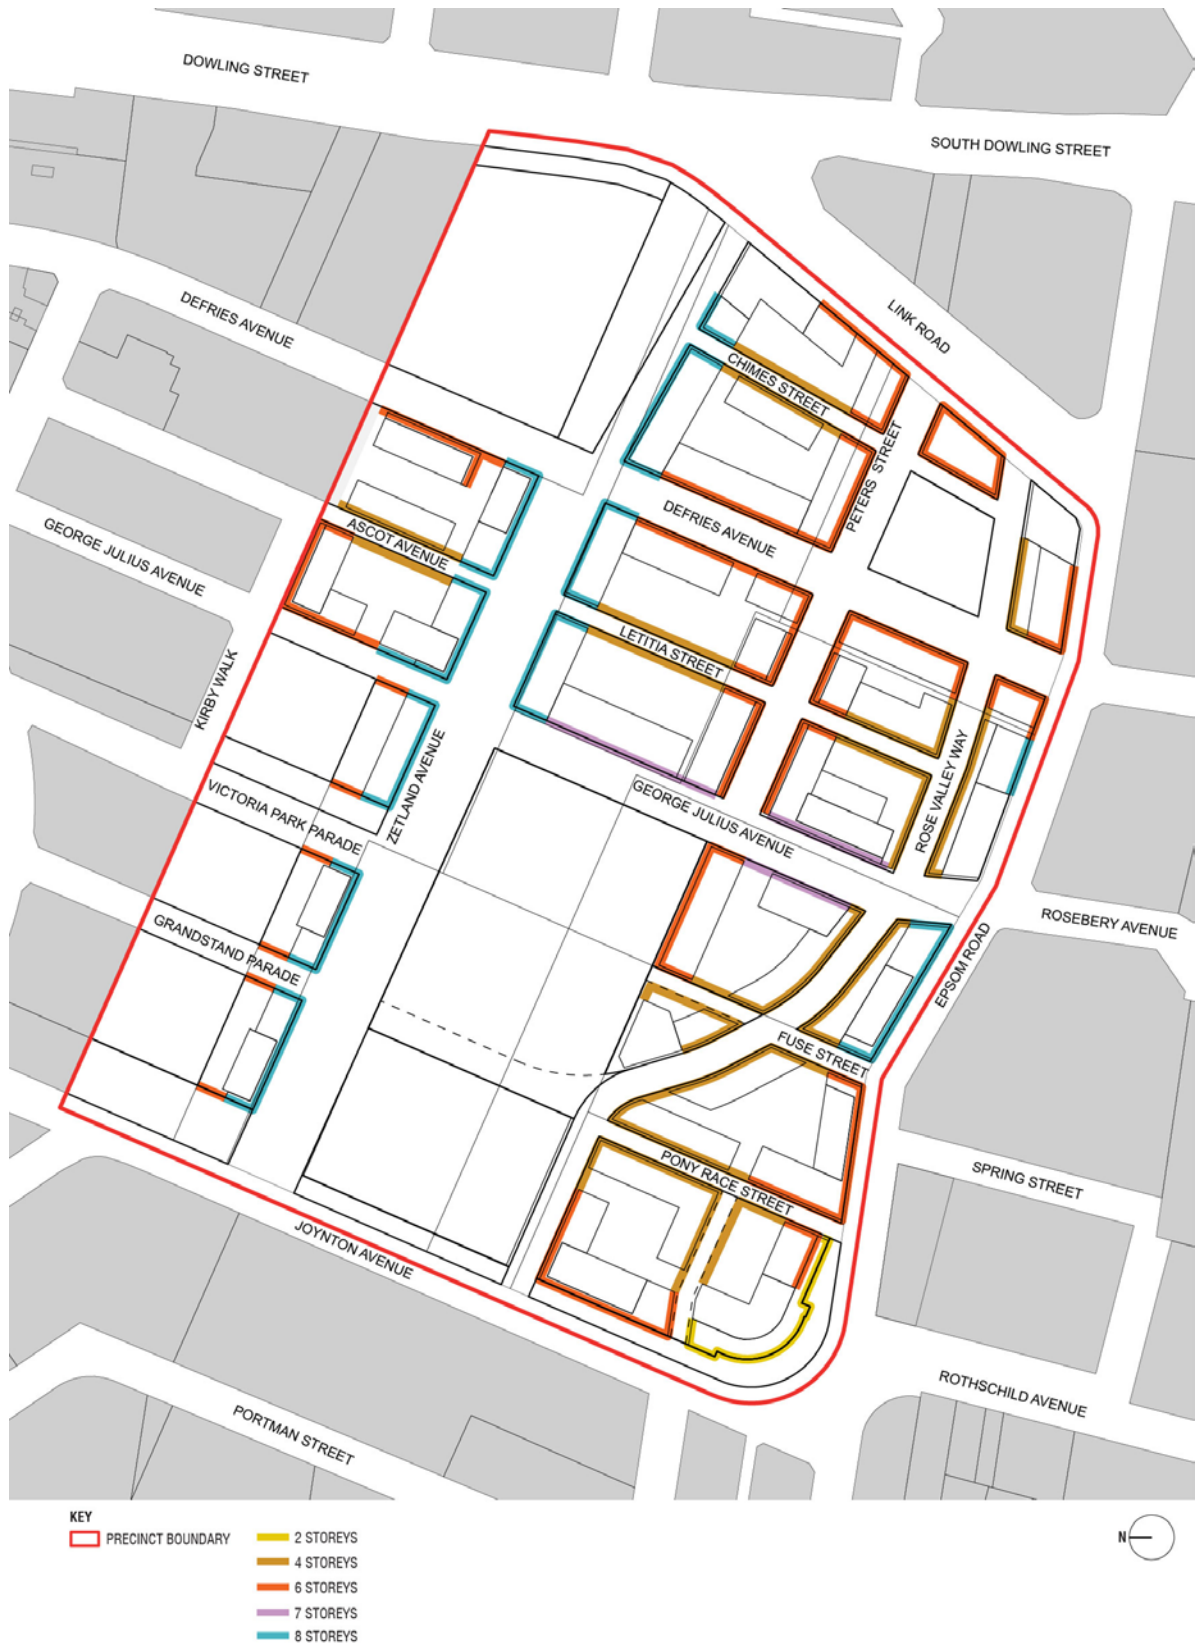 DOWLING STREET
SOUTH DOWLING STREET
DEFRIES AVENUE
LINK ROAD
CHIMES STREET
PETERS STREET
DEFRIES AVENUE
GEORGE JULIUS AVENUE
ASCOT AVENUE
LETITIA STREET
KIRBY WALK
ROSE VALLEY WAY
ZETLAND AVENUE
VICTORIA PARK PARADE
GEORGE JULIUS AVENUE
GRANDSTAND PARADE
ROSEBERY AVENUE
EPSOM ROAD
FUSE STREET
PONY RACE STREET
SPRING STREET
JOYNTON AVENUE
ROTHSCHILD AVENUE
PORTMAN STREET
KEY
PRECINCT BOUNDARY
2 STOREYS
4 STOREYS
6 STOREYS
7 STOREYS
8 STOREYS
N